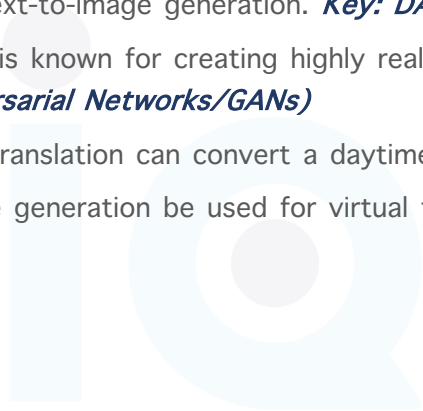 ext-to-image generation. Key: DA
is known for creating highly real
rsarial Networks/GANs)
ranslation can convert a daytime
generation be used for virtual